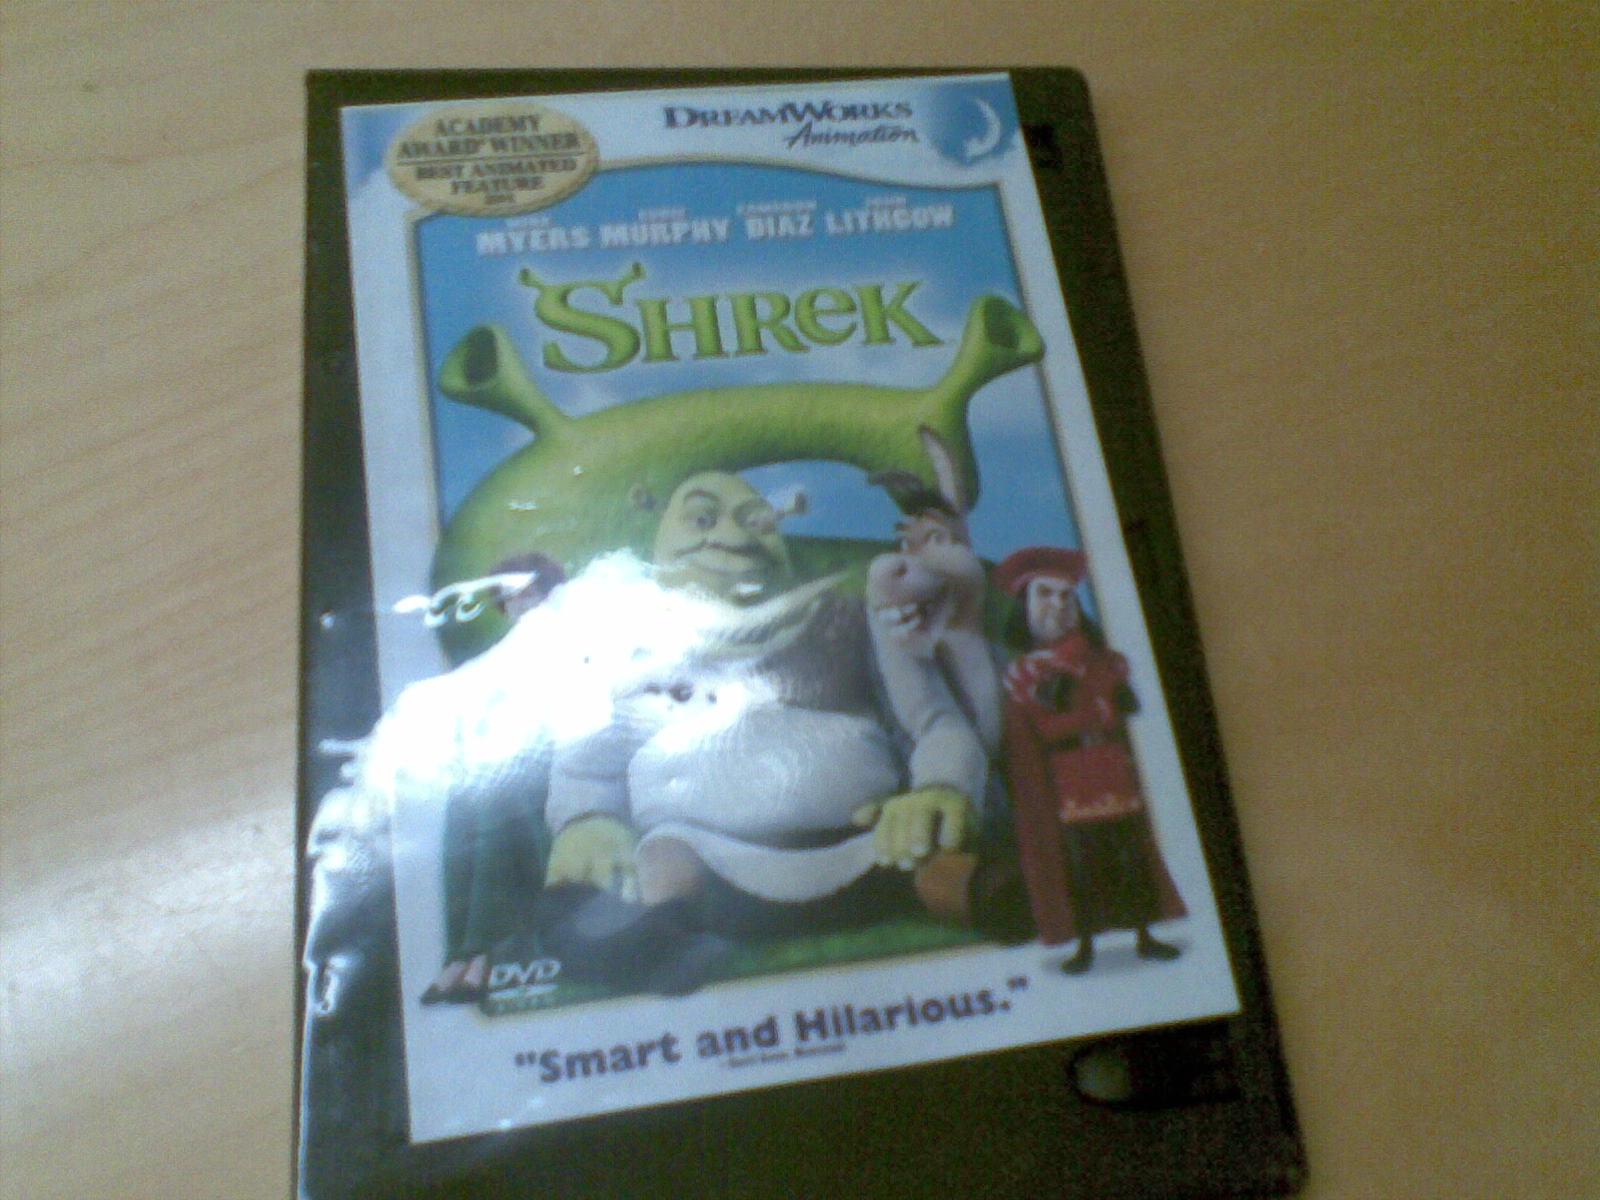 ACADEMY
AWARD® WINNER
BEST ANIMATED
FEATURE
DREAMWORKS
Animation
MYERS MURPHY DIAZ LITHGOW
SHREK
DVD
"Smart and Hilarious."